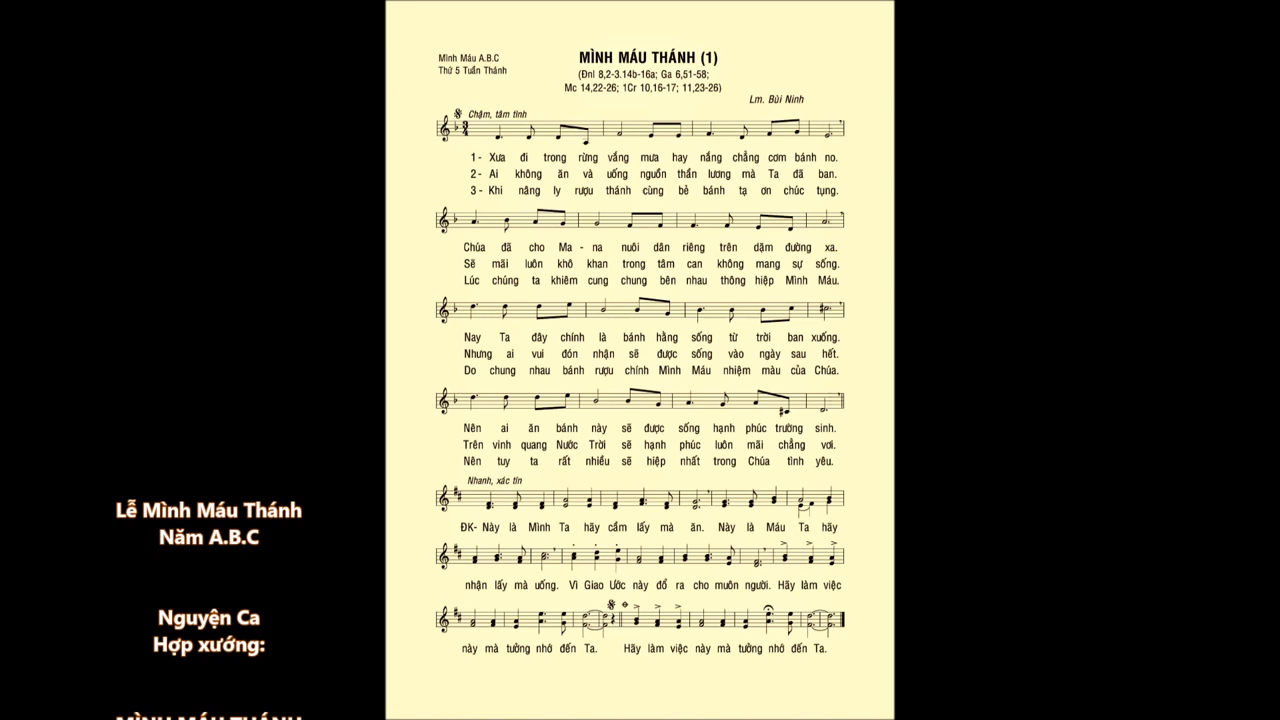 Mình Máu A.B.C
Thứ 5 Tuần Thánh
MÌNH MÁU THÁNH (1)
(Đnl 8,2-3.14b-16a; Ga 6,51-58;
Mc 14,22-26; 1Cr 10,16-17; 11,23-26)
Lm. Bùi Ninh
Chậm, tâm tình
1- Xưa đi trong rừng vắng mưa hay nắng chẳng cơm bánh no.
2- Ai không ăn và uống nguồn thần lương mà Ta đã ban.
3- Khi nâng ly rượu thánh cùng bẻ bánh tạ ơn chúc tụng.
Chúa đã cho Ma - na nuôi dân riêng trên dặm đường xa.
Sẽ mãi luôn khô khan trong tâm can không mang sự sống.
Lúc chúng ta khiêm cung chung bên nhau thông hiệp Mình Máu.
Nay Ta đây chính là bánh hằng sống từ trời ban xuống.
Nhưng ai vui đón nhận sẽ được sống vào ngày sau hết.
Do chung nhau bánh rượu chính Mình Máu nhiệm màu của Chúa.
Nên ai ăn bánh này sẽ được sống hạnh phúc trường sinh.
Trên vinh quang Nước Trời sẽ hạnh phúc luôn mãi chẳng vơi.
Nên tuy ta rất nhiều sẽ hiệp nhất trong Chúa tình yêu.
Nhanh, xác tín
ĐK- Này là Mình Ta hãy cầm lấy mà ăn. Này là Máu Ta hãy
nhận lấy mà uống. Vì Giao Ước này đổ ra cho muôn người. Hãy làm việc
này mà tưởng nhớ đến Ta. Hãy làm việc này mà tưởng nhớ đến Ta.
Lễ Mình Máu Thánh
Năm A.B.C
Nguyện Ca
Hợp xướng:
MÌNH MÁU THÁNH